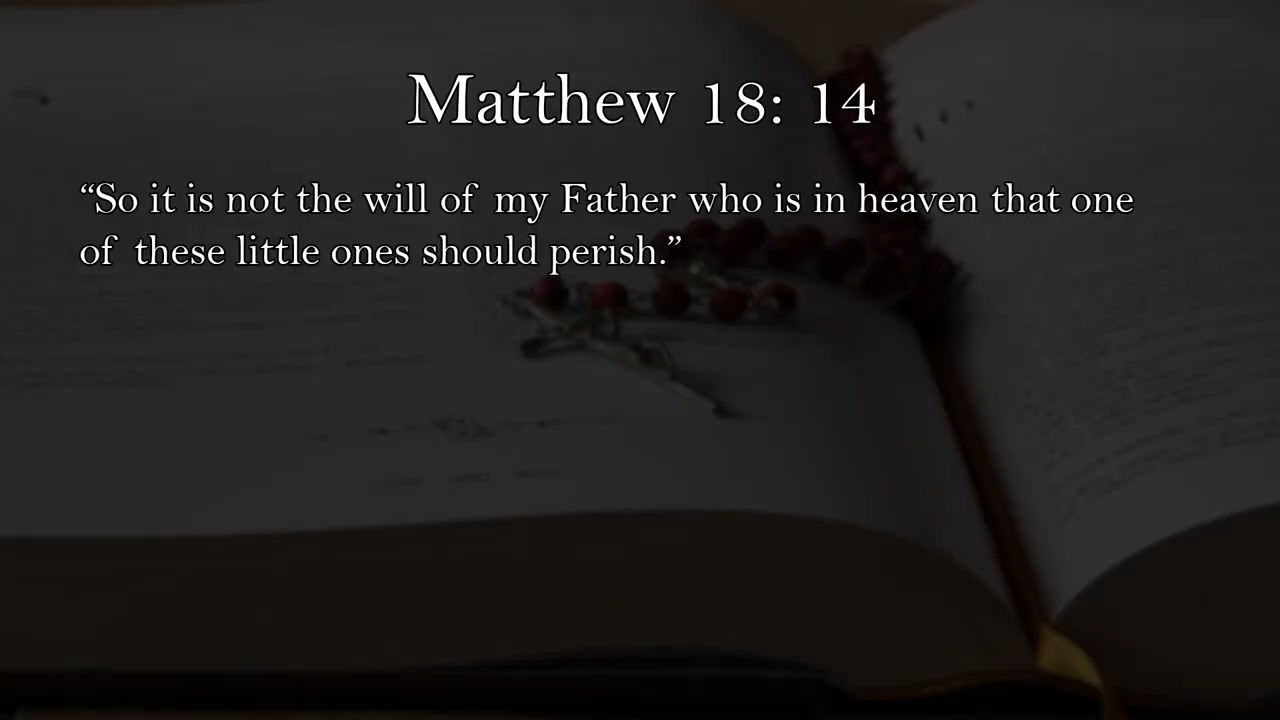 Matthew 18: 14
“So it is not the will of my Father who is in heaven that one
of these little ones should perish.”